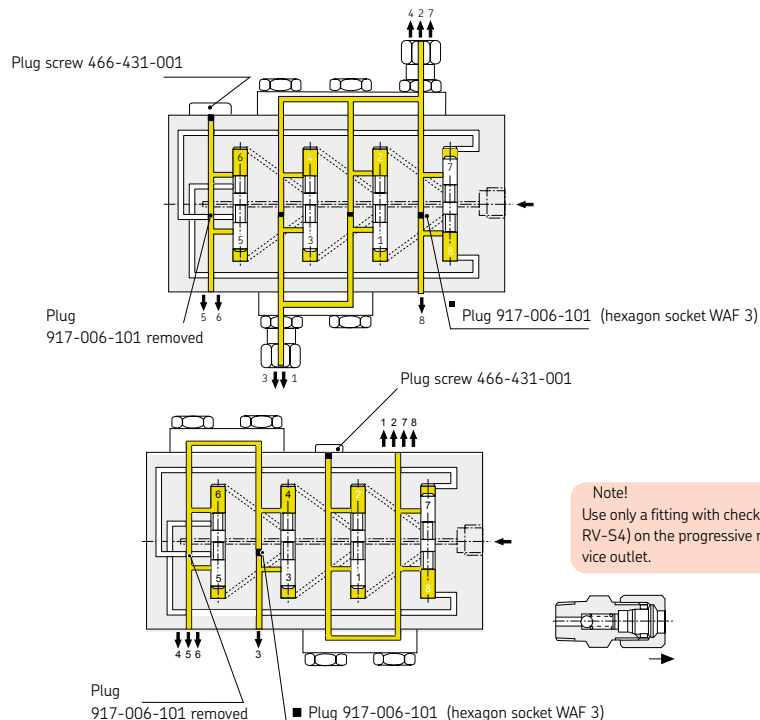 4 2 7
Plug screw 466-431-001
6 4 2 7
5 3 1 8
Plug
917-006-101 removed
5 6
8
■ Plug 917-006-101 (hexagon socket WAF 3)
3 1
Plug screw 466-431-001
1 2 7 8
6 4 2 7
5 3 1 8
Note!
Use only a fitting with check
RV-S4) on the progressive
vice outlet.
4 5 6
3
Plug
917-006-101 removed
■ Plug 917-006-101 (hexagon socket WAF 3)